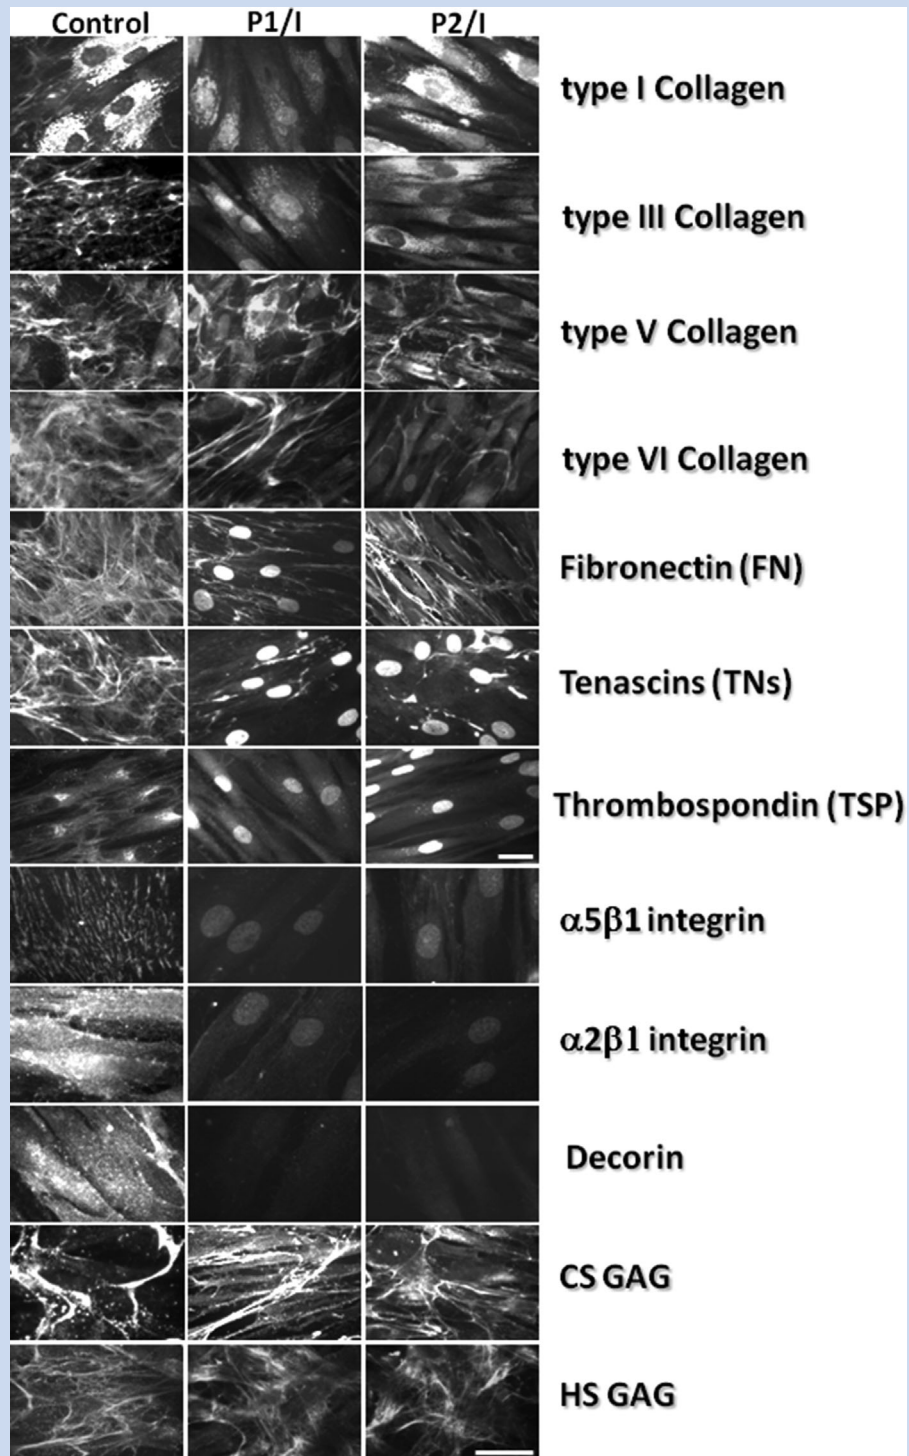 Control P1/I P2/I
type I Collagen
type III Collagen
type V Collagen
type VI Collagen
Fibronectin (FN)
Tenascins (TNs)
Thrombospondin (TSP)
α5β1 integrin
α2β1 integrin
Decorin
CS GAG
HS GAG